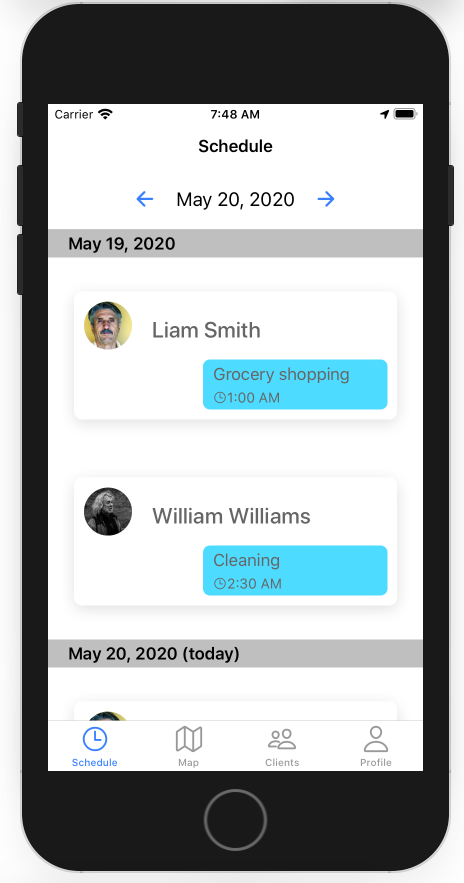 Carrier 7:48 AM
Schedule
May 20, 2020
May 19, 2020
Liam Smith
Grocery shopping
1:00 AM
William Williams
Cleaning
2:30 AM
May 20, 2020 (today)
Schedule Map Clients Profile